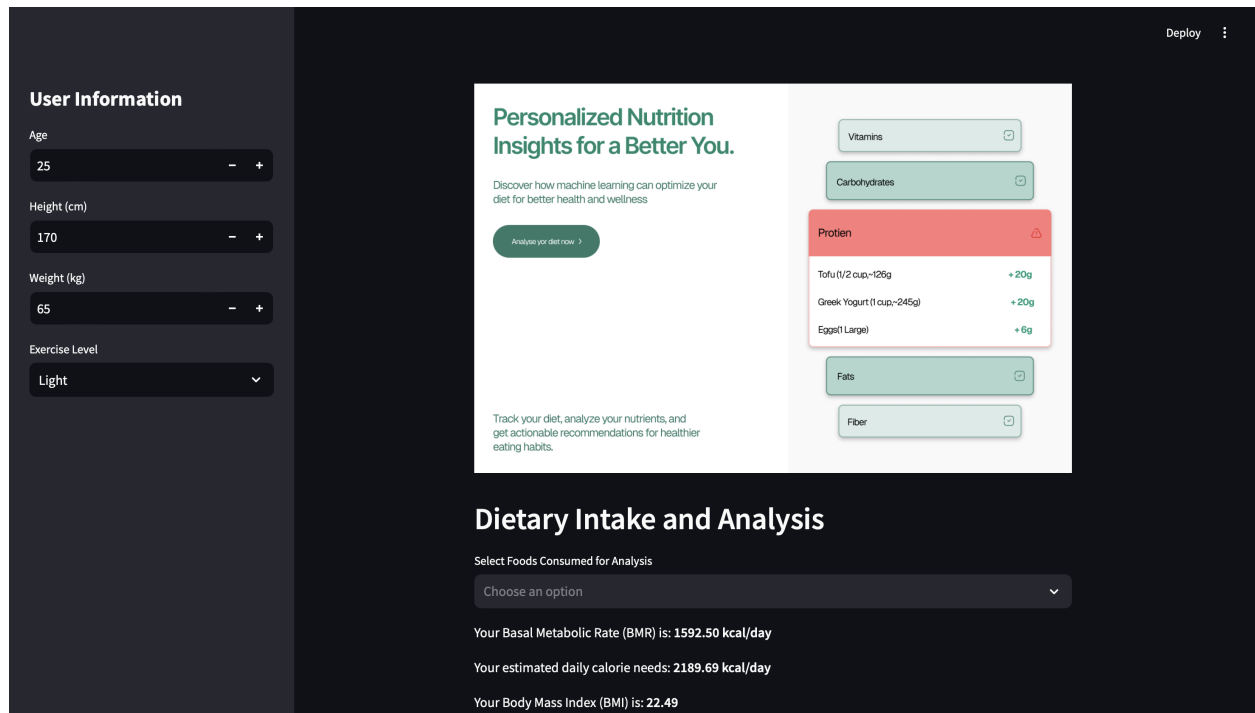 Deploy
User Information
Age
25
Height (cm)
170
Weight (kg)
65
Exercise Level
Light
Personalized Nutrition
Insights for a Better You.
Discover how machine learning can optimize your
diet for better health and wellness
Analyse yor diet now
Track your diet, analyze your nutrients, and
get actionable recommendations for healthier
eating habits.
Vitamins
Carbohydrates
Protien
Tofu (1/2 cup,~126g +20g
Greek Yogurt (1 cup,~245g) +20g
Eggs(1 Large) +6g
Fats
Fiber
Dietary Intake and Analysis
Select Foods Consumed for Analysis
Choose an option
Your Basal Metabolic Rate (BMR) is: 1592.50 kcal/day
Your estimated daily calorie needs: 2189.69 kcal/day
Your Body Mass Index (BMI) is: 22.49